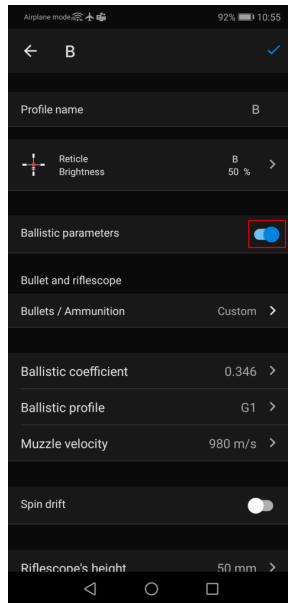 Airplane mode 92% 10:55
B
Profile name B
Reticle B
Brightness 50 %
Ballistic parameters
Bullet and riflescope
Bullets / Ammunition Custom
Ballistic coefficient 0.346
Ballistic profile G1
Muzzle velocity 980 m/s
Spin drift
Riflescope's height 50 mm